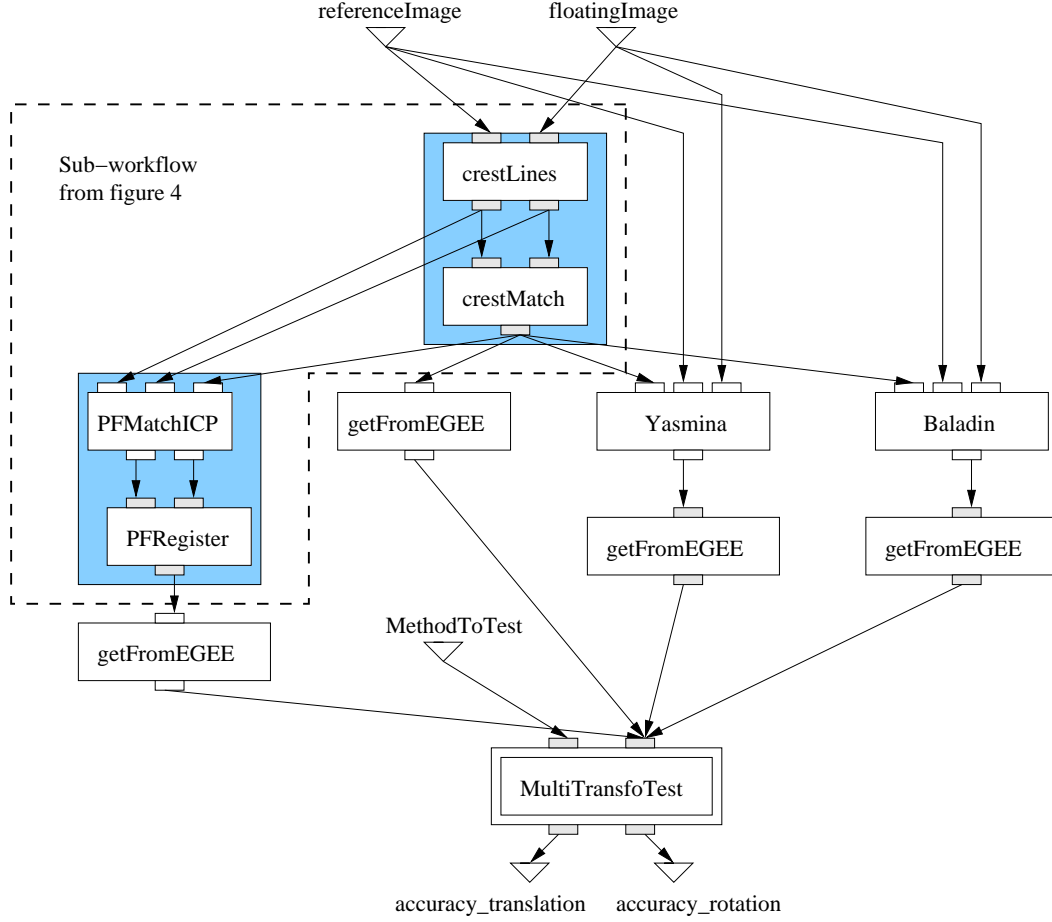 referenceImage
floatingImage
Sub−workflow
from figure 4
crestLines
crestMatch
PFMatchICP
getFromEGEE
Yasmina
Baladin
PFRegister
getFromEGEE
getFromEGEE
MethodToTest
getFromEGEE
MultiTransfoTest
accuracy_translation
accuracy_rotation